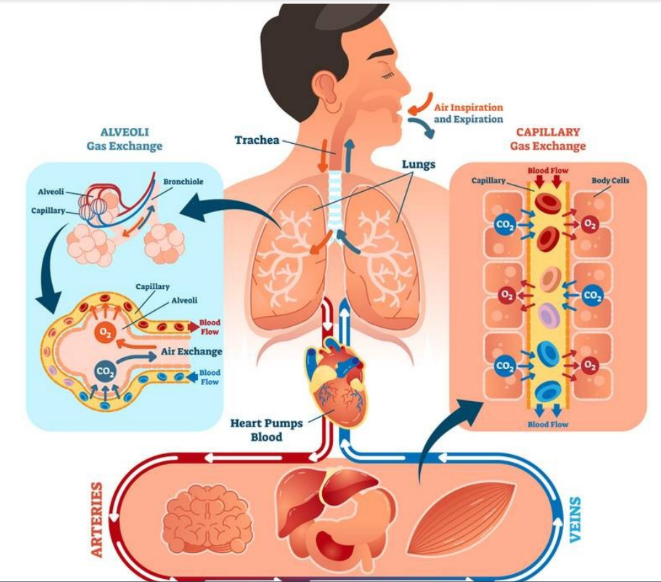 Air Inspiration
and Expiration
Trachea
Lungs
ALVEOLI
Gas Exchange
Alveoli
Capillary
Bronchiole
Capillary
Alveoli
O2
Blood
Flow
Air Exchange
CO2
Blood
Flow
CAPILLARY
Gas Exchange
Blood Flow
Capillary
Body Cells
CO2
O2
O2
CO2
CO2
O2
Blood Flow
Heart Pumps
Blood
ARTERIES
VEINS